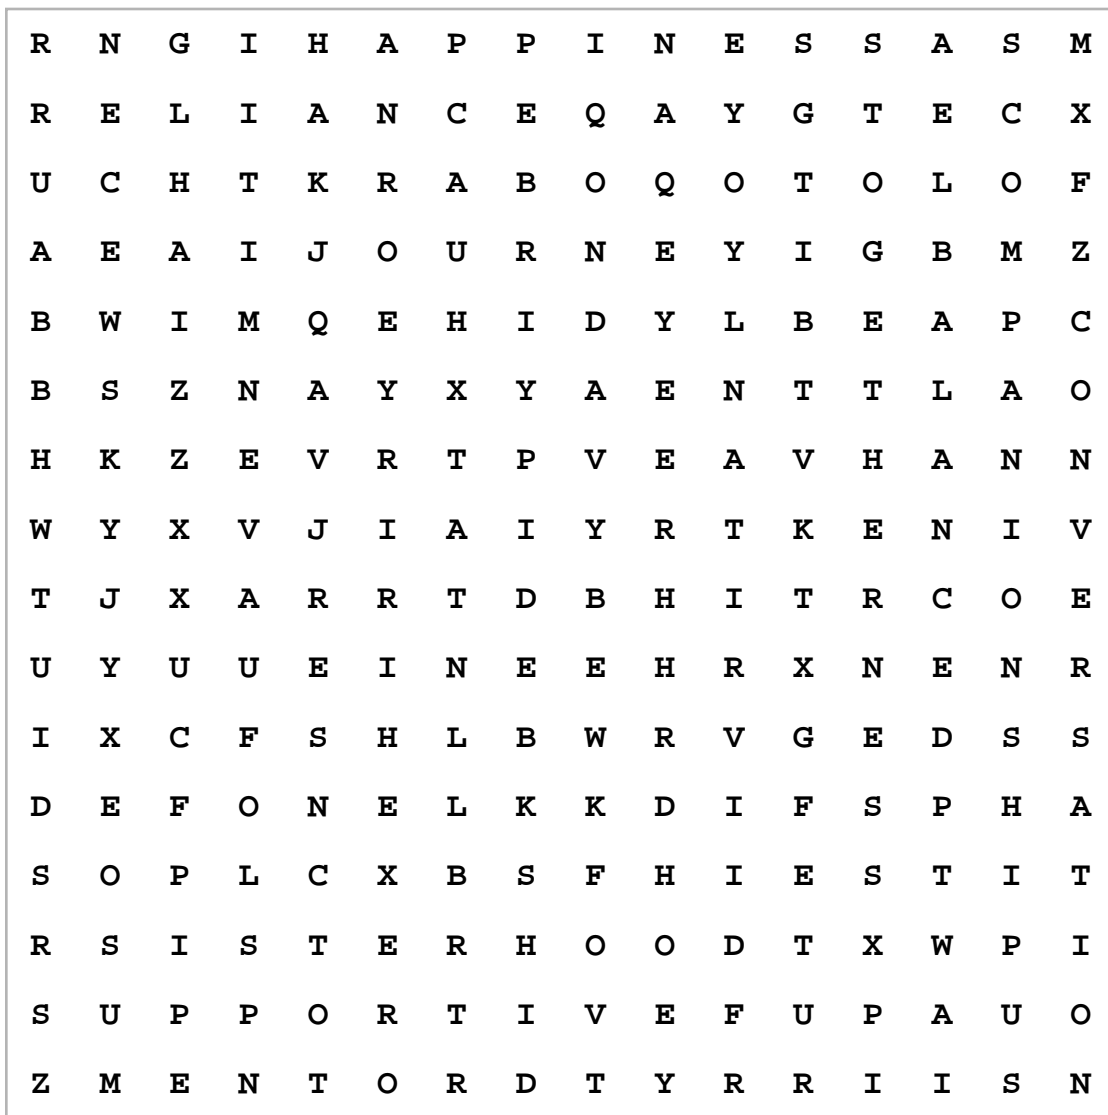 R N G I H A P P I N E S S A S M
R E L I A N C E Q A Y G T E C X
U C H T K R A B O Q O T O L O F
A E A I J O U R N E Y I G B M Z
B W I M Q E H I D Y L B E A P C
B S Z N A Y X Y A E N T T L A O
H K Z E V R T P V E A V H A N N
W Y X V J I A I Y R T K E N I V
T J X A R R T D B H I T R C O E
U Y U U E I N E E H R X N E N R
I X C F S H L B W R V G E D S S
D E F O N E L K K D I F S P H A
S O P L C X B S F H I E S T I T
R S I S T E R H O O D T X W P I
S U P P O R T I V E F U P A U O
Z M E N T O R D T Y R R I I S N